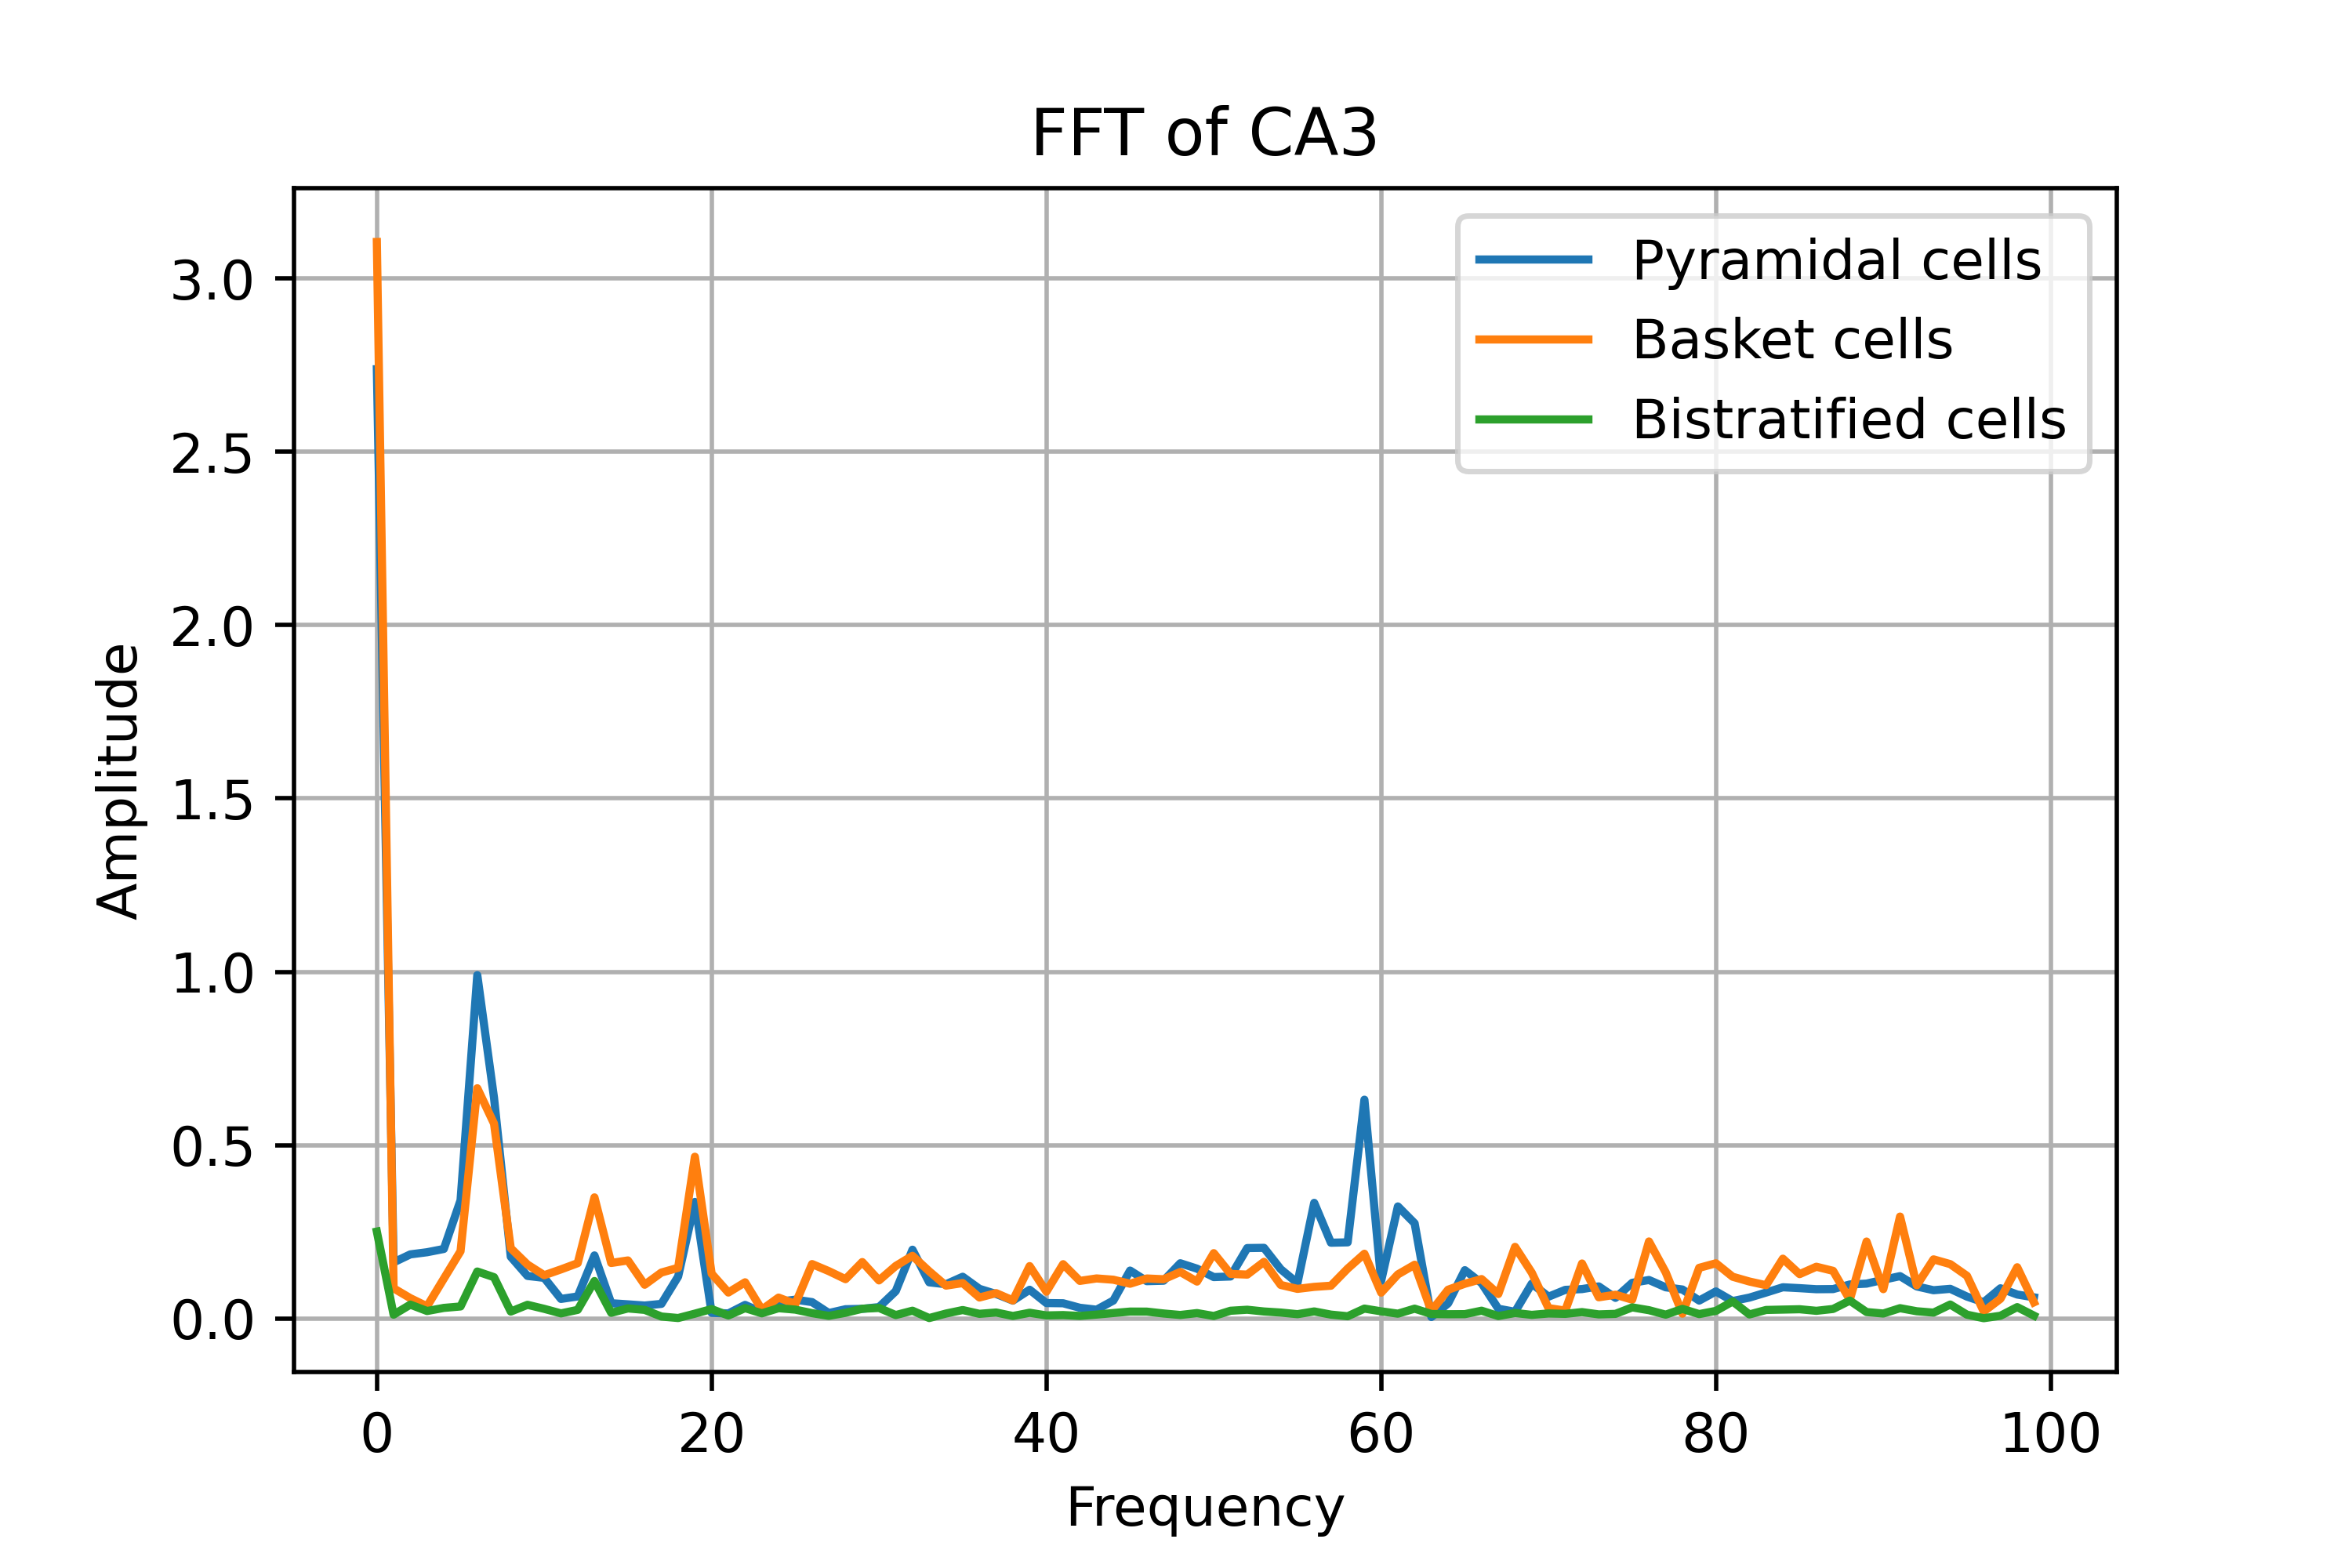 FFT of CA3
Pyramidal cells
Basket cells
Bistratified cells
Amplitude
3.0
2.5
2.0
1.5
1.0
0.5
0.0
0
20
40
60
80
100
Frequency